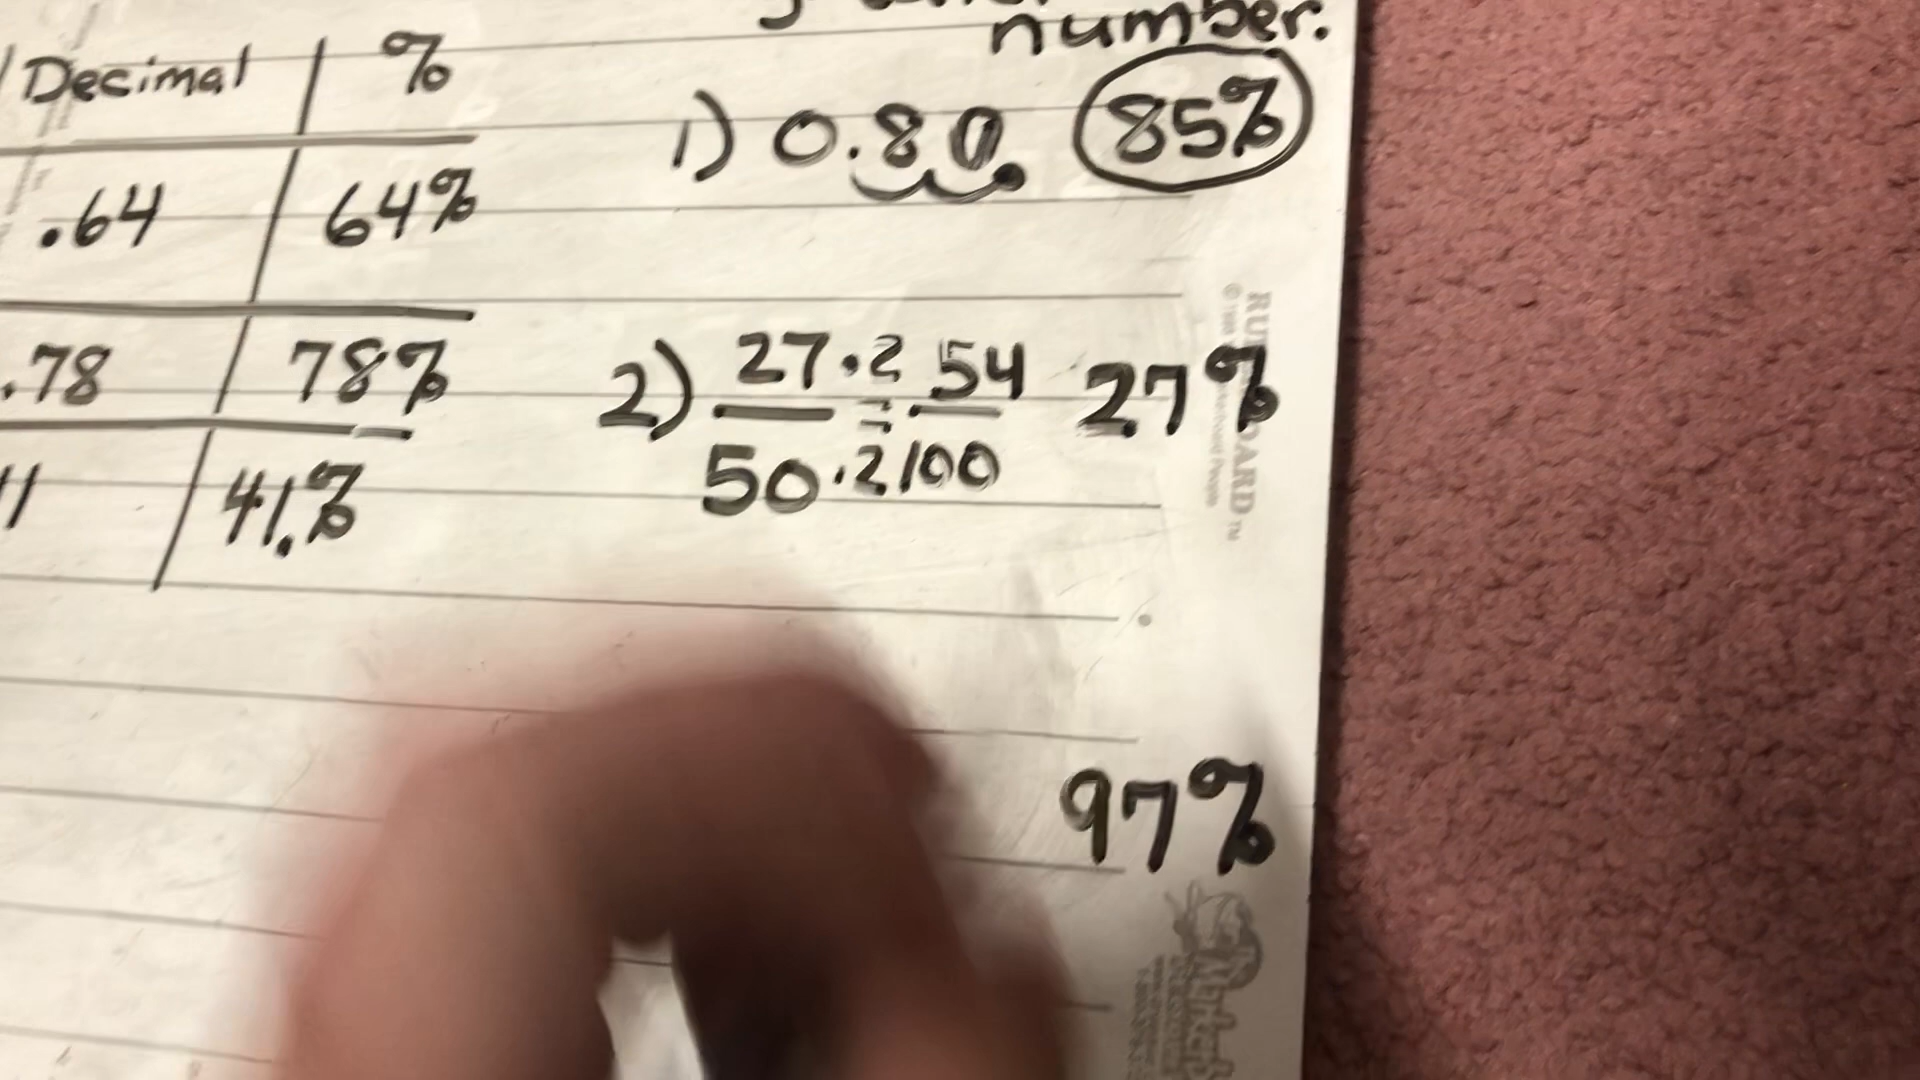 number.
Decimal %
1) 0.80 85%
.64 64%
2) 27 · 2 = 54 27%
50 · 2 100
.78 78%
41.%
97%